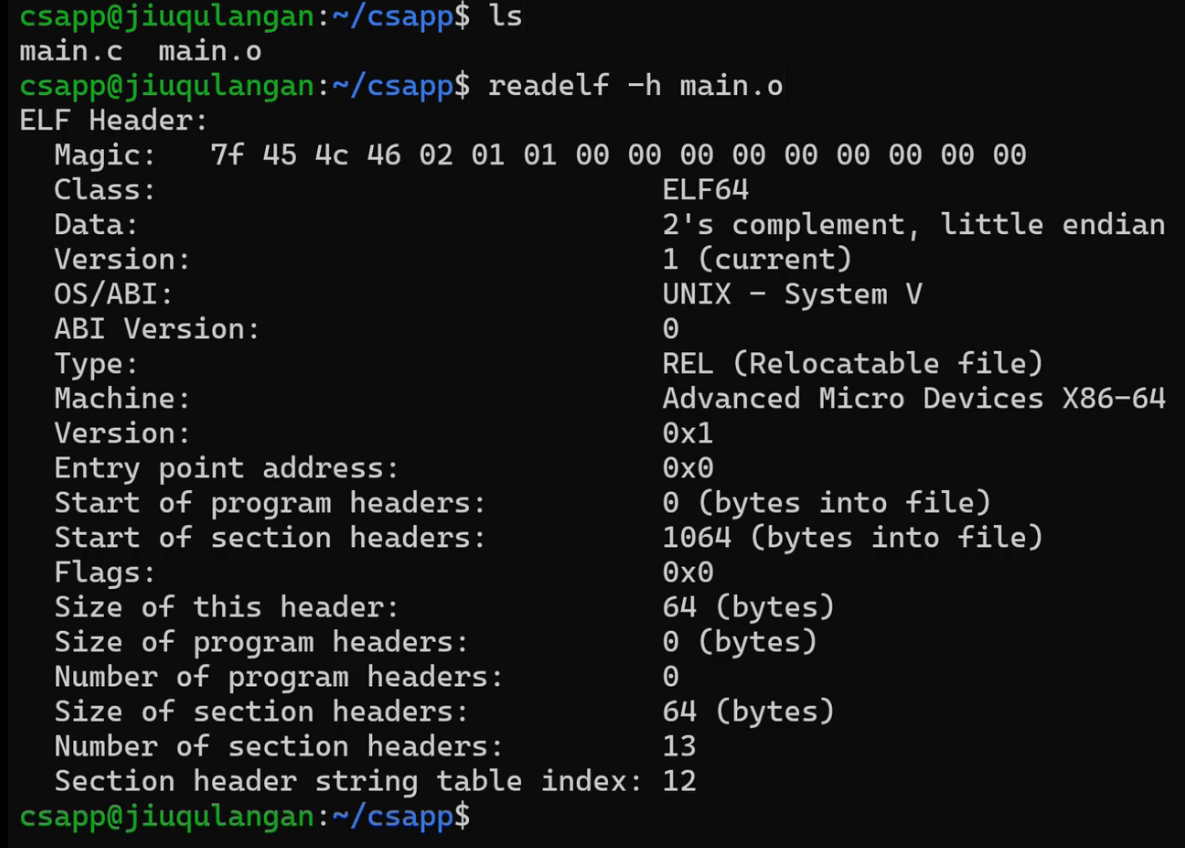 csapp@jiuqulangan:~/csapp$ ls
main.c  main.o
csapp@jiuqulangan:~/csapp$ readelf -h main.o
ELF Header:
  Magic:   7f 45 4c 46 02 01 01 00 00 00 00 00 00 00 00 00
  Class:                             ELF64
  Data:                              2's complement, little endian
  Version:                           1 (current)
  OS/ABI:                            UNIX - System V
  ABI Version:                       0
  Type:                              REL (Relocatable file)
  Machine:                           Advanced Micro Devices X86-64
  Version:                           0x1
  Entry point address:               0x0
  Start of program headers:          0 (bytes into file)
  Start of section headers:          1064 (bytes into file)
  Flags:                             0x0
  Size of this header:               64 (bytes)
  Size of program headers:           0 (bytes)
  Number of program headers:         0
  Size of section headers:           64 (bytes)
  Number of section headers:         13
  Section header string table index: 12
csapp@jiuqulangan:~/csapp$